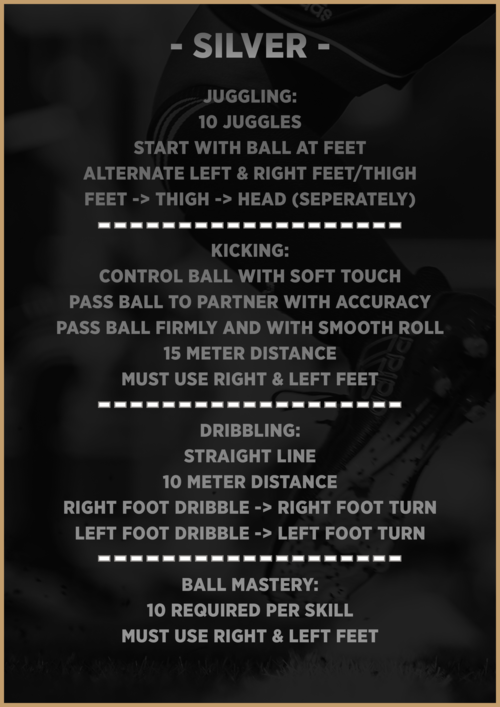 - SILVER -
JUGGLING:
10 JUGGLES
START WITH BALL AT FEET
ALTERNATE LEFT & RIGHT FEET/THIGH
FEET -> THIGH -> HEAD (SEPERATELY)
KICKING:
CONTROL BALL WITH SOFT TOUCH
PASS BALL TO PARTNER WITH ACCURACY
PASS BALL FIRMLY AND WITH SMOOTH ROLL
15 METER DISTANCE
MUST USE RIGHT & LEFT FEET
DRIBBLING:
STRAIGHT LINE
10 METER DISTANCE
RIGHT FOOT DRIBBLE -> RIGHT FOOT TURN
LEFT FOOT DRIBBLE -> LEFT FOOT TURN
BALL MASTERY:
10 REQUIRED PER SKILL
MUST USE RIGHT & LEFT FEET